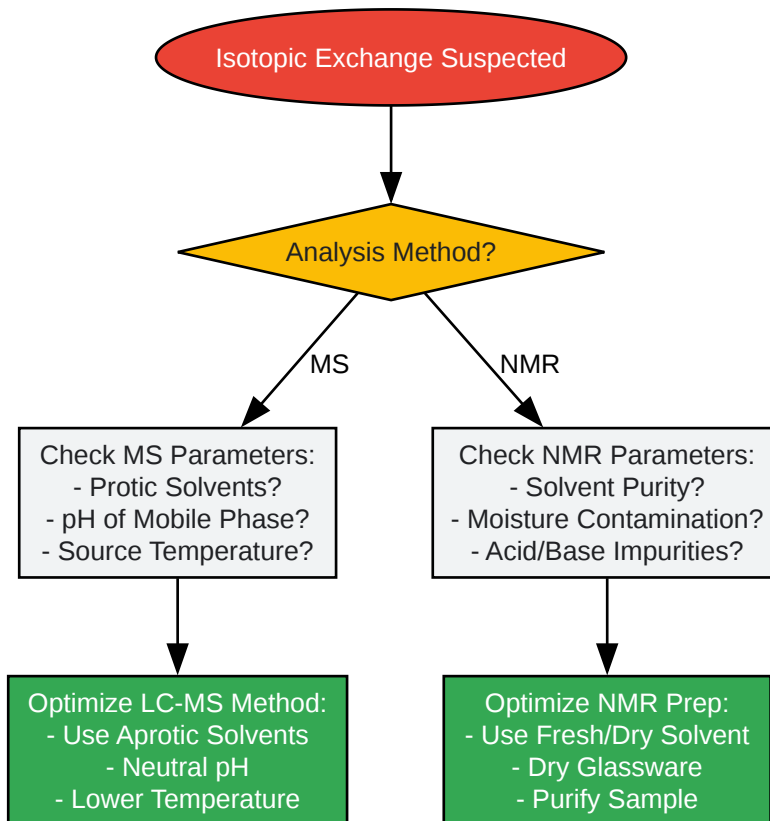 Isotopic Exchange Suspected
Analysis Method?
MS
NMR
Check MS Parameters:
- Protic Solvents?
- pH of Mobile Phase?
- Source Temperature?
Check NMR Parameters:
- Solvent Purity?
- Moisture Contamination?
- Acid/Base Impurities?
Optimize LC-MS Method:
- Use Aprotic Solvents
- Neutral pH
- Lower Temperature
Optimize NMR Prep:
- Use Fresh/Dry Solvent
- Dry Glassware
- Purify Sample